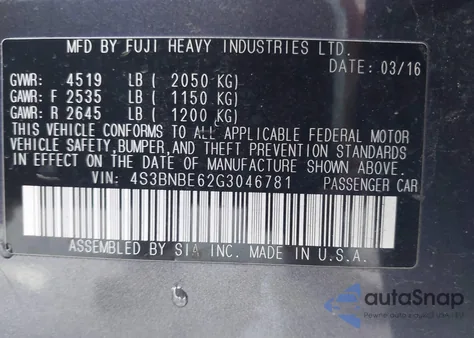 MFD BY FUJI HEAVY INDUSTRIES LTD.
DATE: 03/16
GVWR: 4519 LB ( 2050 KG)
GAWR: F 2535 LB ( 1150 KG)
GAWR: R 2645 LB ( 1200 KG)
THIS VEHICLE CONFORMS TO ALL APPLICABLE FEDERAL MOTOR
VEHICLE SAFETY, BUMPER, AND THEFT PREVENTION STANDARDS
IN EFFECT ON THE DATE OF MANUFACTURE SHOWN ABOVE.
VIN: 4S3BNBE62G3046781 PASSENGER CAR
ASSEMBLED BY SIA INC. MADE IN U.S.A.
autoSnap